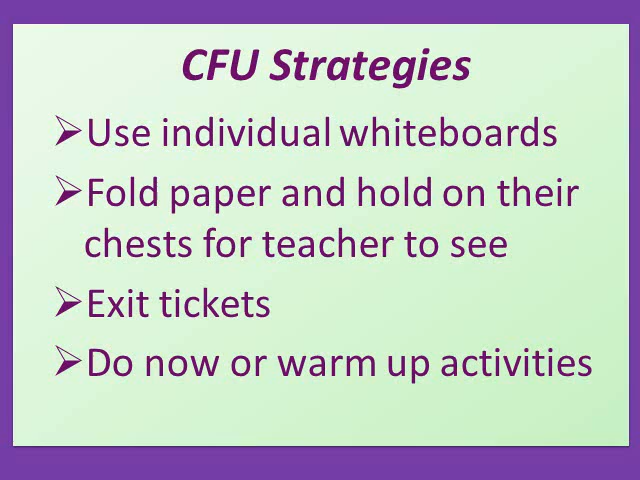 CFU Strategies
➢Use individual whiteboards
➢Fold paper and hold on their
chests for teacher to see
➢Exit tickets
➢Do now or warm up activities